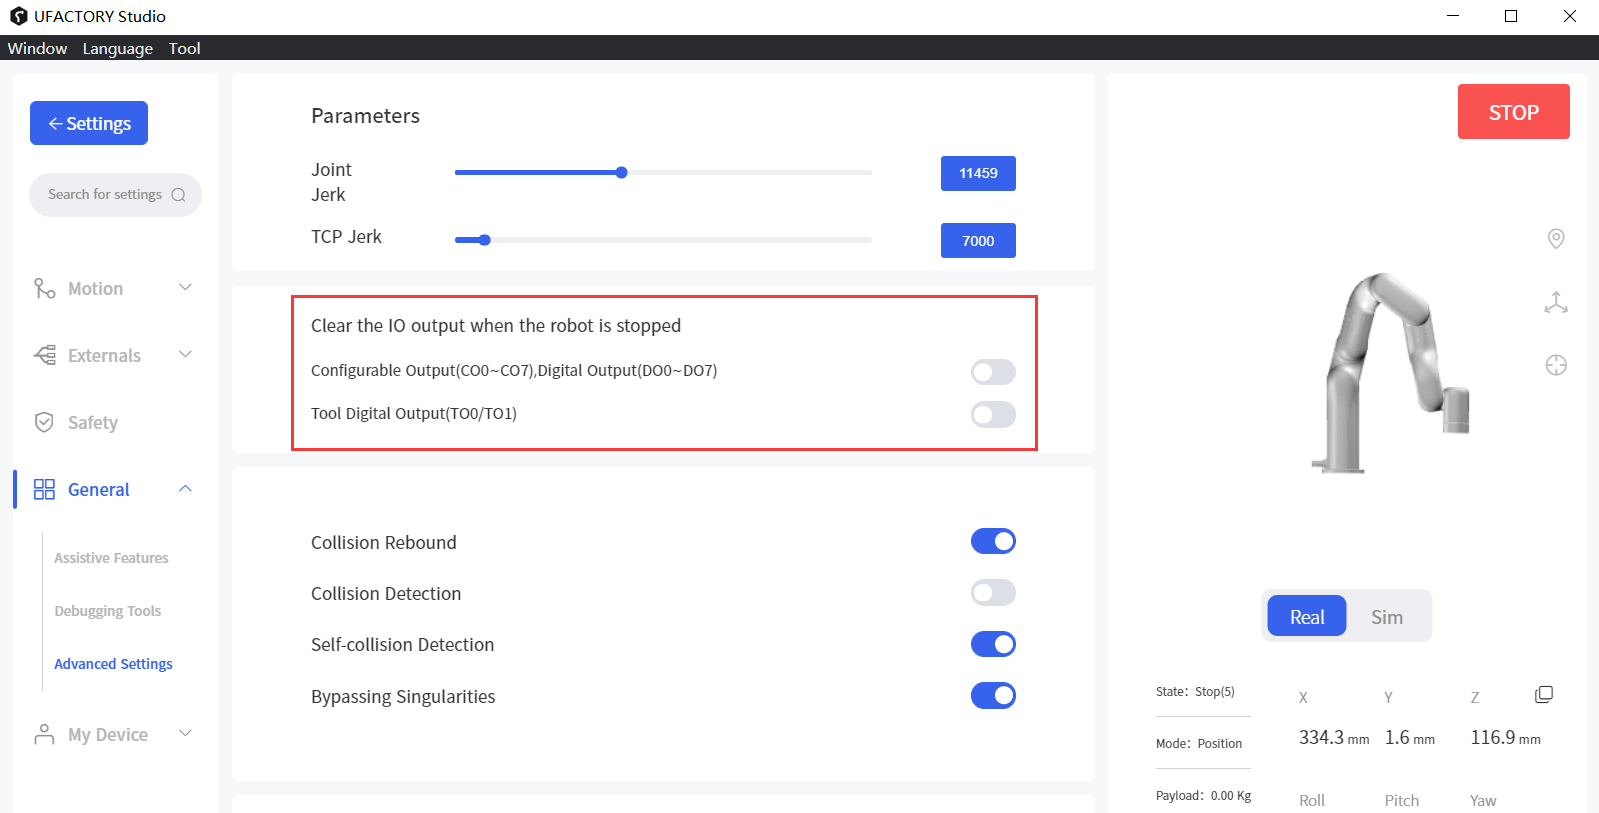 UFACTORY Studio
Window Language Tool
Settings
Search for settings
Motion
Externals
Safety
General
Assistive Features
Debugging Tools
Advanced Settings
My Device
Parameters
Joint
Jerk
11459
TCP Jerk
7000
Clear the IO output when the robot is stopped
Configurable Output(CO0~CO7),Digital Output(DO0~DO7)
Tool Digital Output(TO0/TO1)
Collision Rebound
Collision Detection
Self-collision Detection
Bypassing Singularities
STOP
Real Sim
State: Stop(5)
Mode: Position
Payload: 0.00 Kg
X Y Z
334.3 mm 1.6 mm 116.9 mm
Roll Pitch Yaw